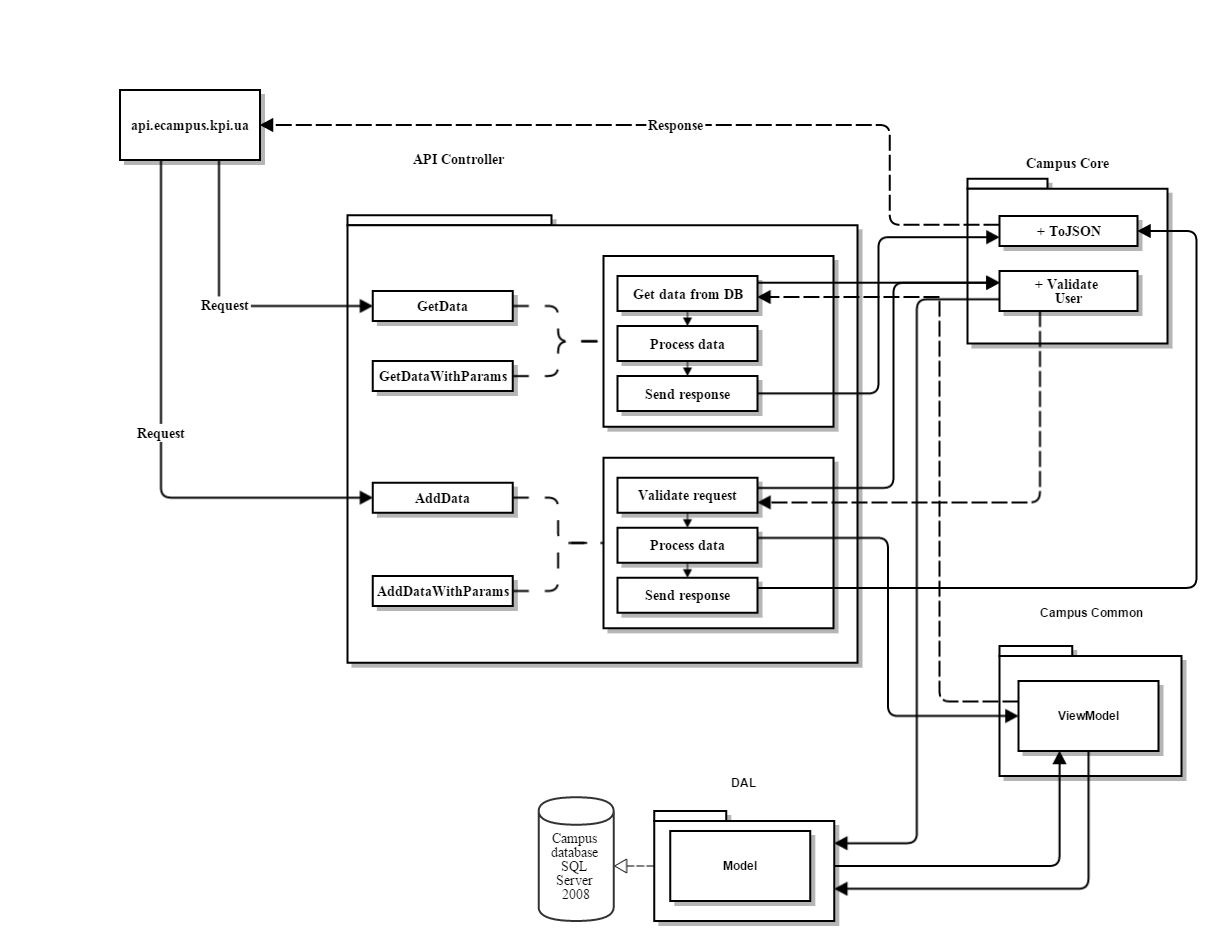 api.ecampus.kpi.ua
Response
API Controller
Campus Core
+ ToJSON
+ Validate
User
Request
GetData
GetDataWithParams
Get data from DB
Process data
Send response
Request
AddData
AddDataWithParams
Validate request
Process data
Send response
Campus Common
ViewModel
DAL
Model
Campus
database
SQL
Server
2008